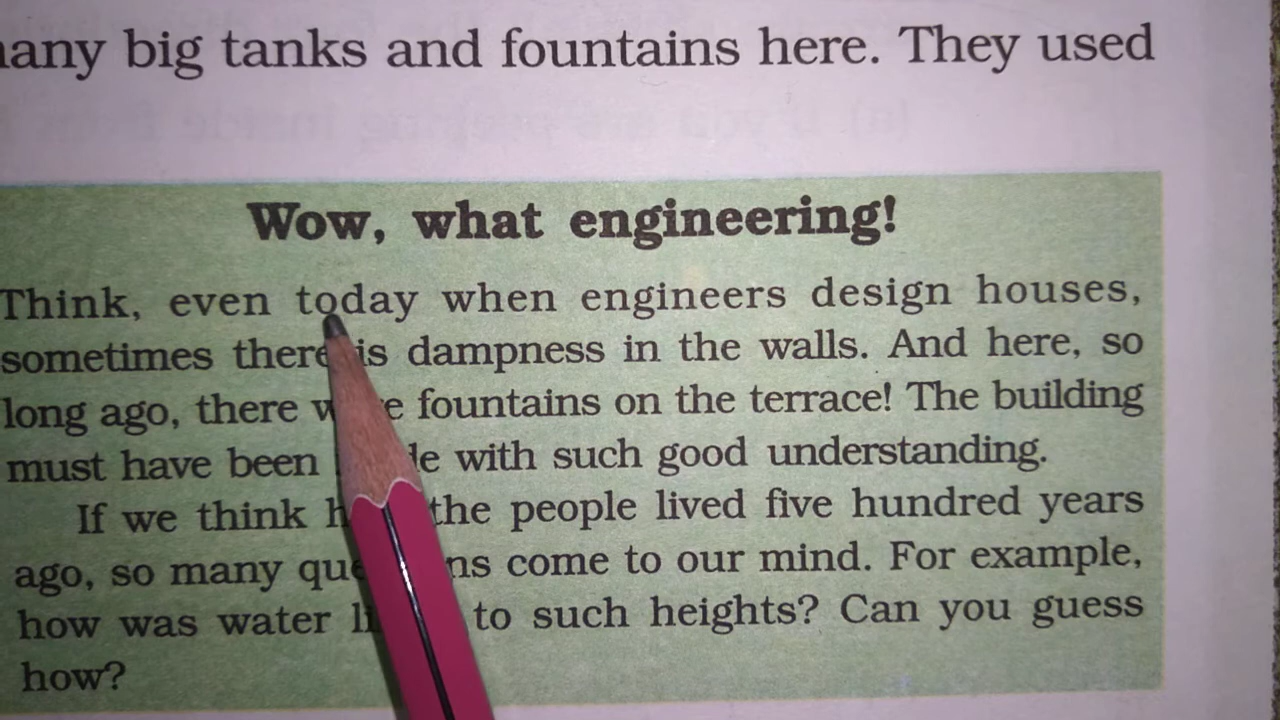 big tanks and fountains here. They used
Wow, what engineering!
Think, even today when engineers design houses,
sometimes there is dampness in the walls. And here, so
long ago, there fountains on the terrace! The building
must have been with such good understanding.
If we think the people lived five hundred years
ago, so many come to our mind. For example,
how was water to such heights? Can you guess
how?